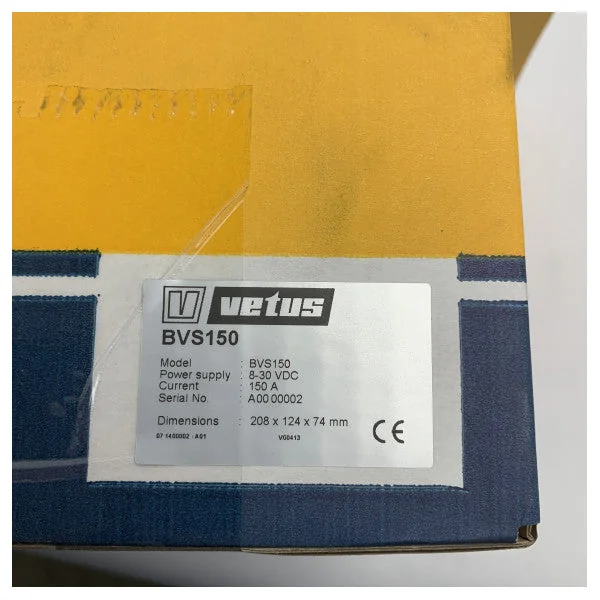 V vetus
BVS150
Model : BVS150
Power supply : 8-30 VDC
Current : 150 A
Serial No. : A00 00002
Dimensions : 208 x 124 x 74 mm
07 1400002 - A01 VG0413
CE